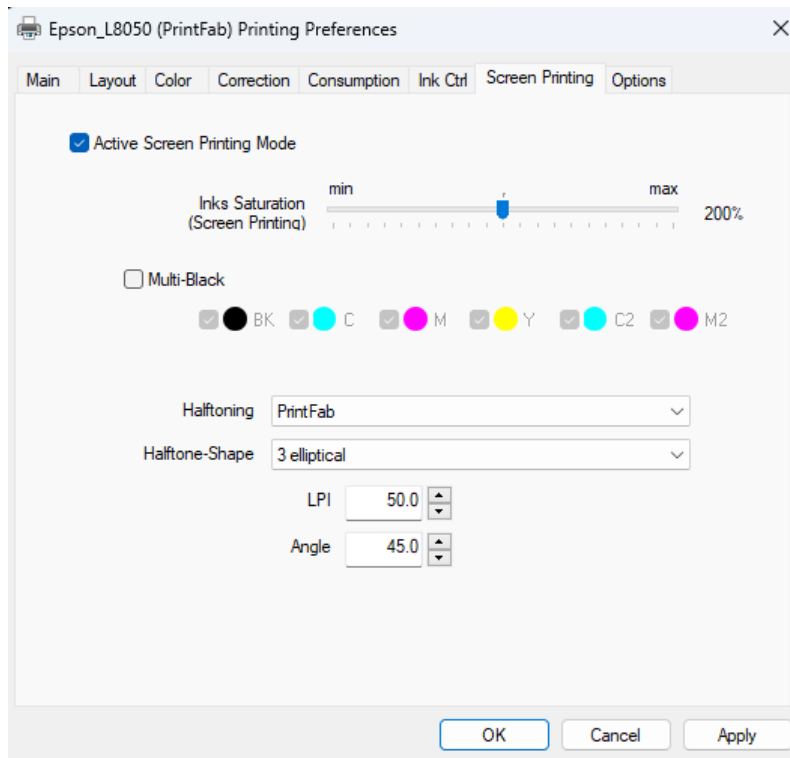 Epson_L8050 (PrintFab) Printing Preferences
Main Layout Color Correction Consumption Ink Ctrl Screen Printing Options
Active Screen Printing Mode
min max
Inks Saturation
(Screen Printing)
200%
Multi-Black
BK C M Y C2 M2
Halftoning PrintFab
Halftone-Shape 3 elliptical
LPI 50.0
Angle 45.0
OK Cancel Apply